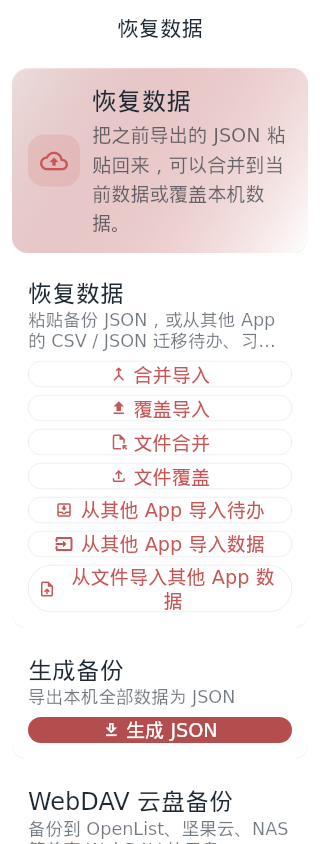 恢复数据
恢复数据
把之前导出的 JSON 粘
贴回来，可以合并到当
前数据或覆盖本机数
据。
恢复数据
粘贴备份 JSON，或从其他 App
的 CSV / JSON 迁移待办、习…
合并导入
覆盖导入
文件合并
文件覆盖
从其他 App 导入待办
从其他 App 导入数据
从文件导入其他 App 数
据
生成备份
导出本机全部数据为 JSON
生成 JSON
WebDAV 云盘备份
备份到 OpenList、坚果云、NAS